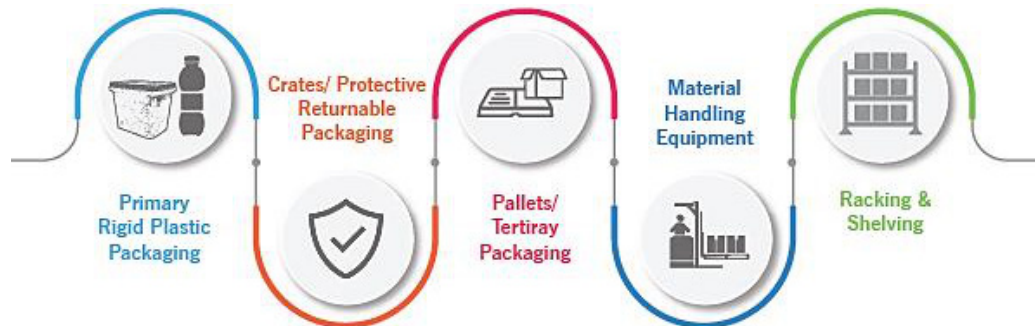 Primary
Rigid Plastic
Packaging
Crates/ Protective
Returnable
Packaging
Pallets/
Tertiray
Packaging
Material
Handling
Equipment
Racking &
Shelving